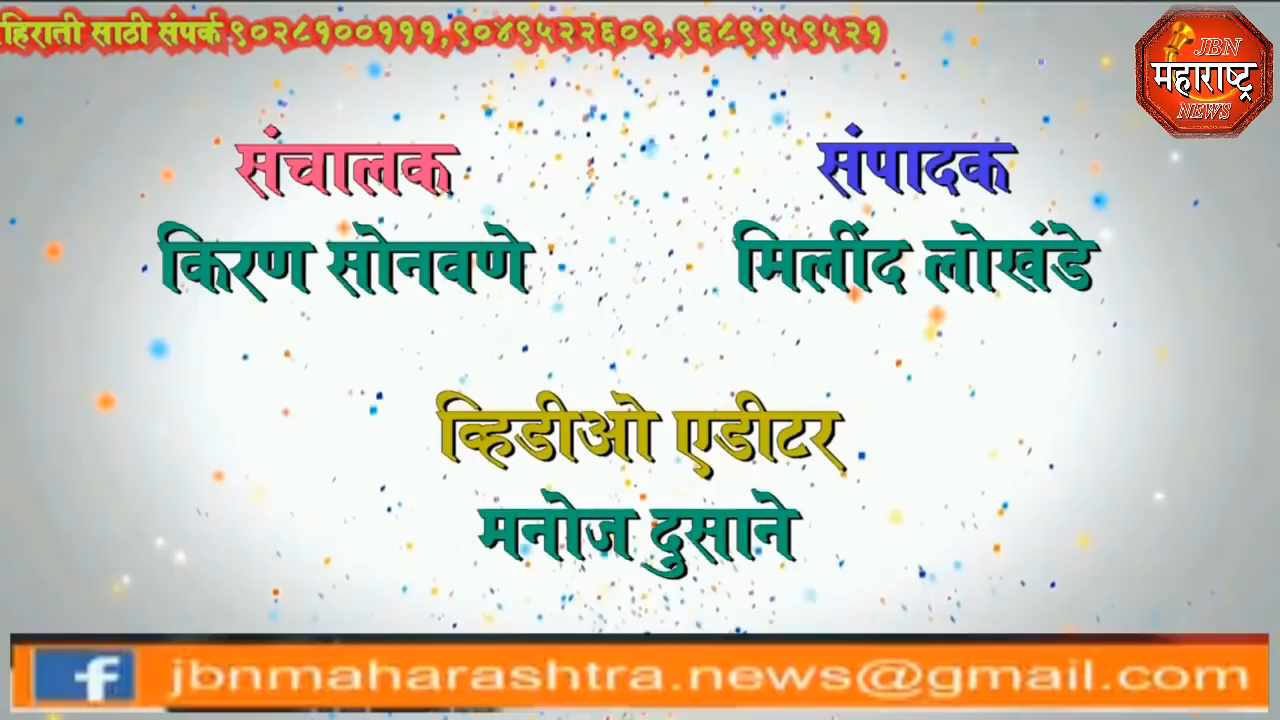 हिराती साठी संपर्क ९०२८१००१११,९०४९५२२६०९,९६८९९५९५२१
JBN
महाराष्ट्र
NEWS
संचालक
किरण सोनवणे
संपादक
मिलींद लोखंडे
व्हिडीओ एडीटर
मनोज दुसाने
f jbnmaharashtra.news@gmail.com